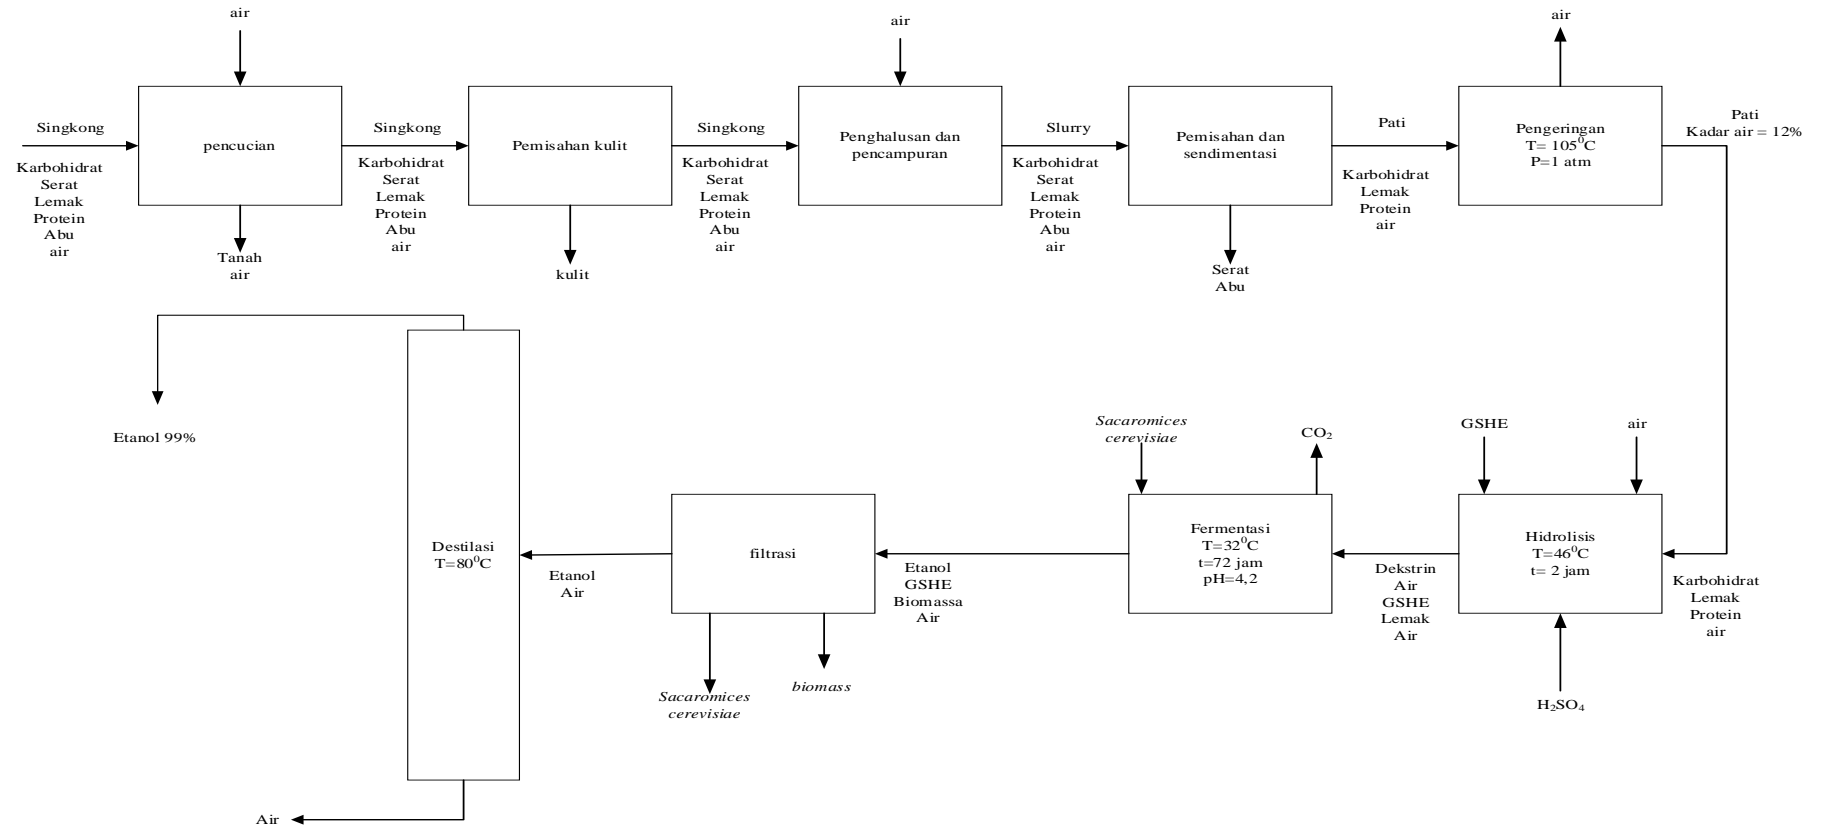 air
air
air
Singkong
pencucian
Singkong
Pemisahan kulit
Singkong
Penghalusan dan
pencampuran
Slurry
Pemisahan dan
sendimentasi
Pati
Pengeringan
T= 105⁰C
P=1 atm
Pati
Kadar air = 12%
Karbohidrat
Serat
Lemak
Protein
Abu
air
Karbohidrat
Serat
Lemak
Protein
Abu
air
Karbohidrat
Serat
Lemak
Protein
Abu
air
Karbohidrat
Serat
Lemak
Protein
Abu
air
Karbohidrat
Lemak
Protein
air
Tanah
air
kulit
Serat
Abu
Etanol 99%
Sacaromices
cerevisiae
CO₂
GSHE
air
Destilasi
T=80⁰C
filtrasi
Fermentasi
T=32⁰C
t=72 jam
pH=4,2
Hidrolisis
T=46⁰C
t= 2 jam
Etanol
Air
Etanol
GSHE
Biomassa
Air
Dekstrin
Air
GSHE
Lemak
Air
Karbohidrat
Lemak
Protein
air
Sacaromices
cerevisiae
biomass
H₂SO₄
Air